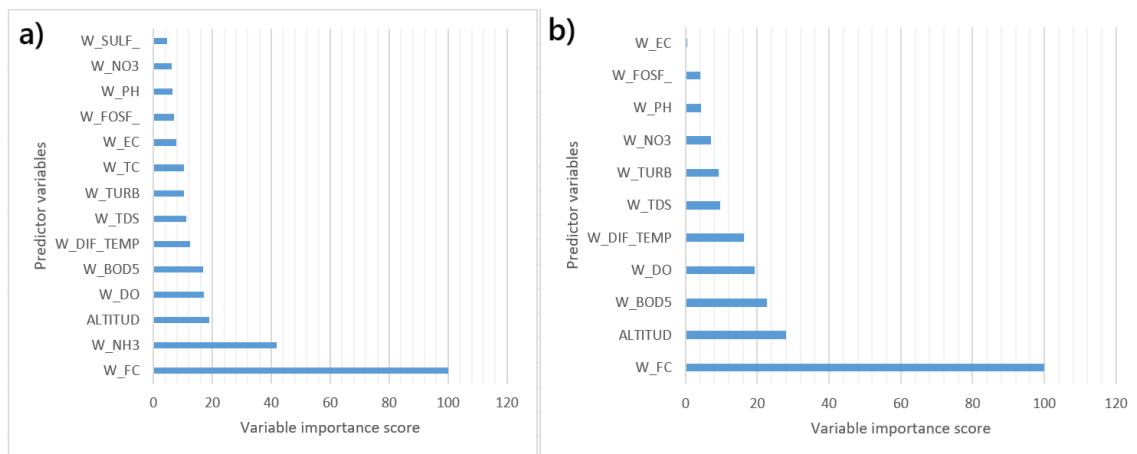 a)
W_SULF_
W_NO3
W_PH
W_FOSF_
W_EC
W_TC
W_TURB
W_TDS
W_DIF_TEMP
W_BOD5
W_DO
ALTITUD
W_NH3
W_FC
Predictor variables
0 20 40 60 80 100 120
Variable importance score
b)
W_EC
W_FOSF_
W_PH
W_NO3
W_TURB
W_TDS
W_DIF_TEMP
W_DO
W_BOD5
ALTITUD
W_FC
Predictor variables
0 20 40 60 80 100 120
Variable importance score